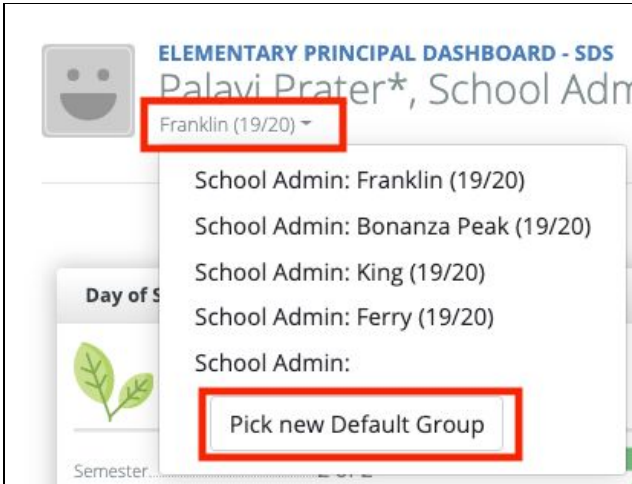 ELEMENTARY PRINCIPAL DASHBOARD - SDS
Palavi Prater*, School Adm
Franklin (19/20)
School Admin: Franklin (19/20)
School Admin: Bonanza Peak (19/20)
School Admin: King (19/20)
Day of S
School Admin: Ferry (19/20)
School Admin:
Pick new Default Group
Semester